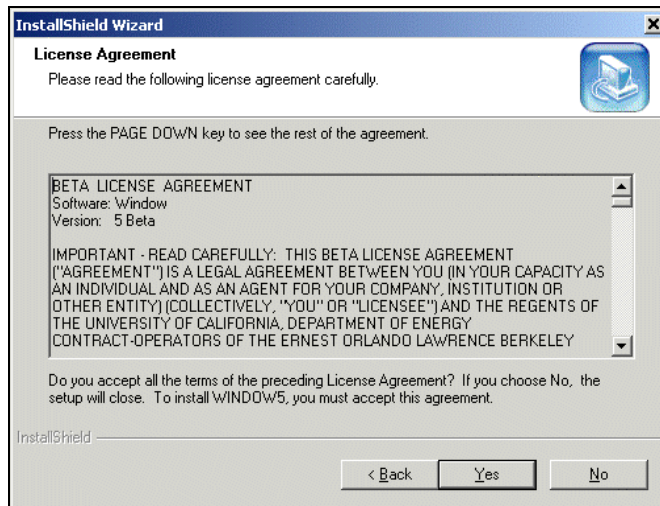 InstallShield Wizard
License Agreement
Please read the following license agreement carefully.
Press the PAGE DOWN key to see the rest of the agreement.
BETA LICENSE AGREEMENT
Software: Window
Version: 5 Beta
IMPORTANT - READ CAREFULLY: THIS BETA LICENSE AGREEMENT
("AGREEMENT") IS A LEGAL AGREEMENT BETWEEN YOU (IN YOUR CAPACITY AS
AN INDIVIDUAL AND AS AN AGENT FOR YOUR COMPANY, INSTITUTION OR
OTHER ENTITY) (COLLECTIVELY, "YOU" OR "LICENSEE") AND THE REGENTS OF
THE UNIVERSITY OF CALIFORNIA, DEPARTMENT OF ENERGY
CONTRACT-OPERATORS OF THE ERNEST ORLANDO LAWRENCE BERKELEY
Do you accept all the terms of the preceding License Agreement? If you choose No, the
setup will close. To install WINDOW5, you must accept this agreement.
InstallShield
< Back Yes No